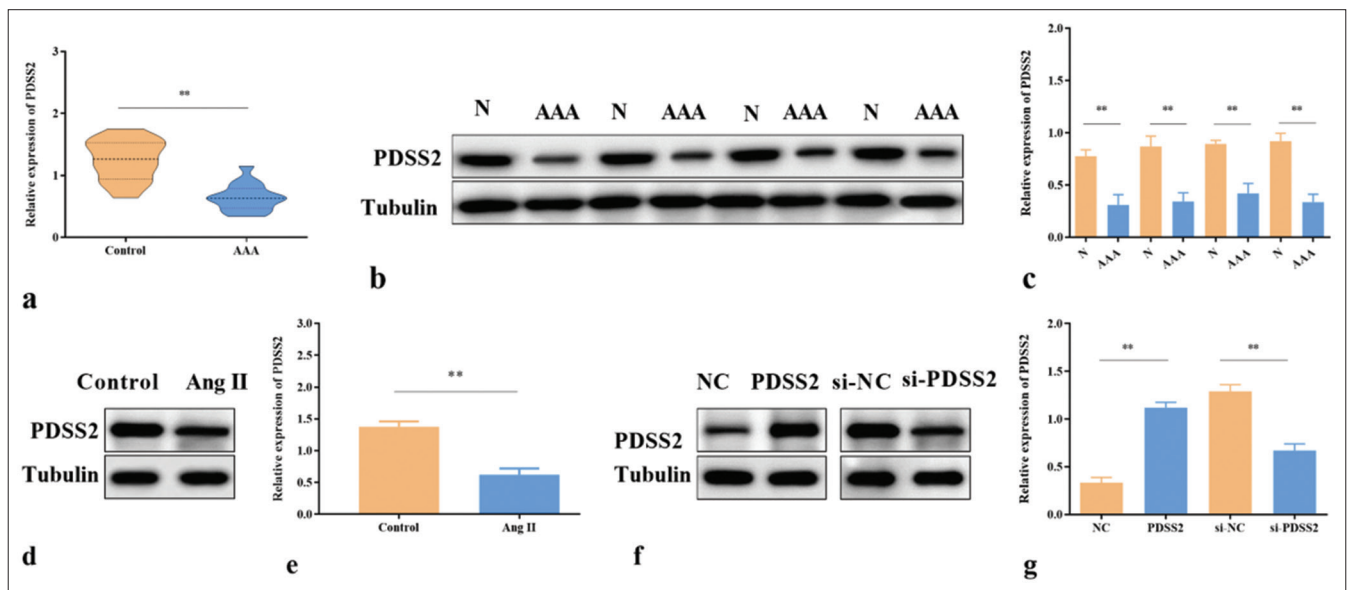 Relative expression of PDSS2
3
2
1
0
**
Control
AAA
a
N AAA N AAA N AAA N AAA
PDSS2
Tubulin
b
Relative expression of PDSS2
2.0
1.5
1.0
0.5
0.0
** ** ** **
N AAA N AAA N AAA N AAA
c
Control Ang II
PDSS2
Tubulin
d
Relative expression of PDSS2
3.0
2.5
2.0
1.5
1.0
0.5
0.0
**
Control Ang II
e
NC PDSS2 si-NC si-PDSS2
PDSS2
Tubulin
f
Relative expression of PDSS2
2.0
1.5
1.0
0.5
0.0
** **
NC PDSS2 si-NC si-PDSS2
g